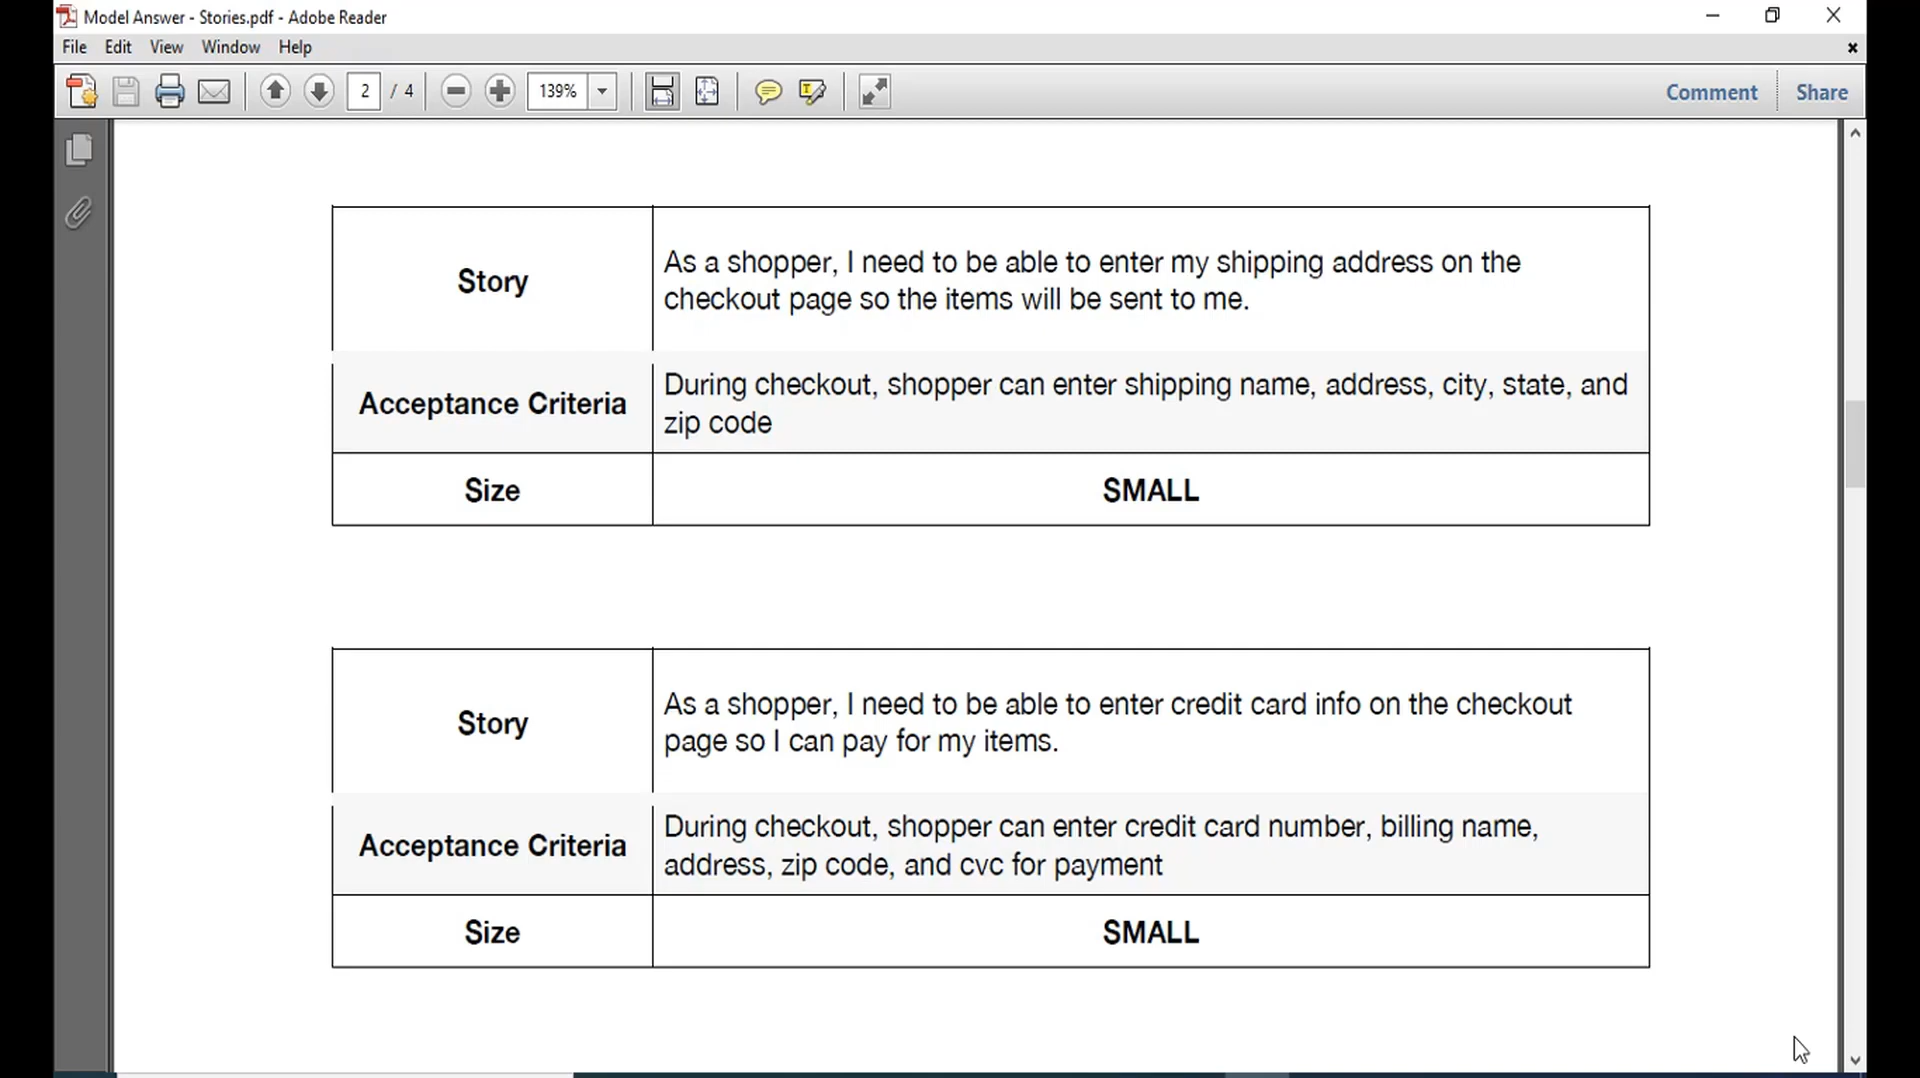 Model Answer - Stories.pdf - Adobe Reader
File Edit View Window Help
2 / 4 139% Comment Share
Story
As a shopper, I need to be able to enter my shipping address on the
checkout page so the items will be sent to me.
Acceptance Criteria
During checkout, shopper can enter shipping name, address, city, state, and
zip code
Size
SMALL
Story
As a shopper, I need to be able to enter credit card info on the checkout
page so I can pay for my items.
Acceptance Criteria
During checkout, shopper can enter credit card number, billing name,
address, zip code, and cvc for payment
Size
SMALL